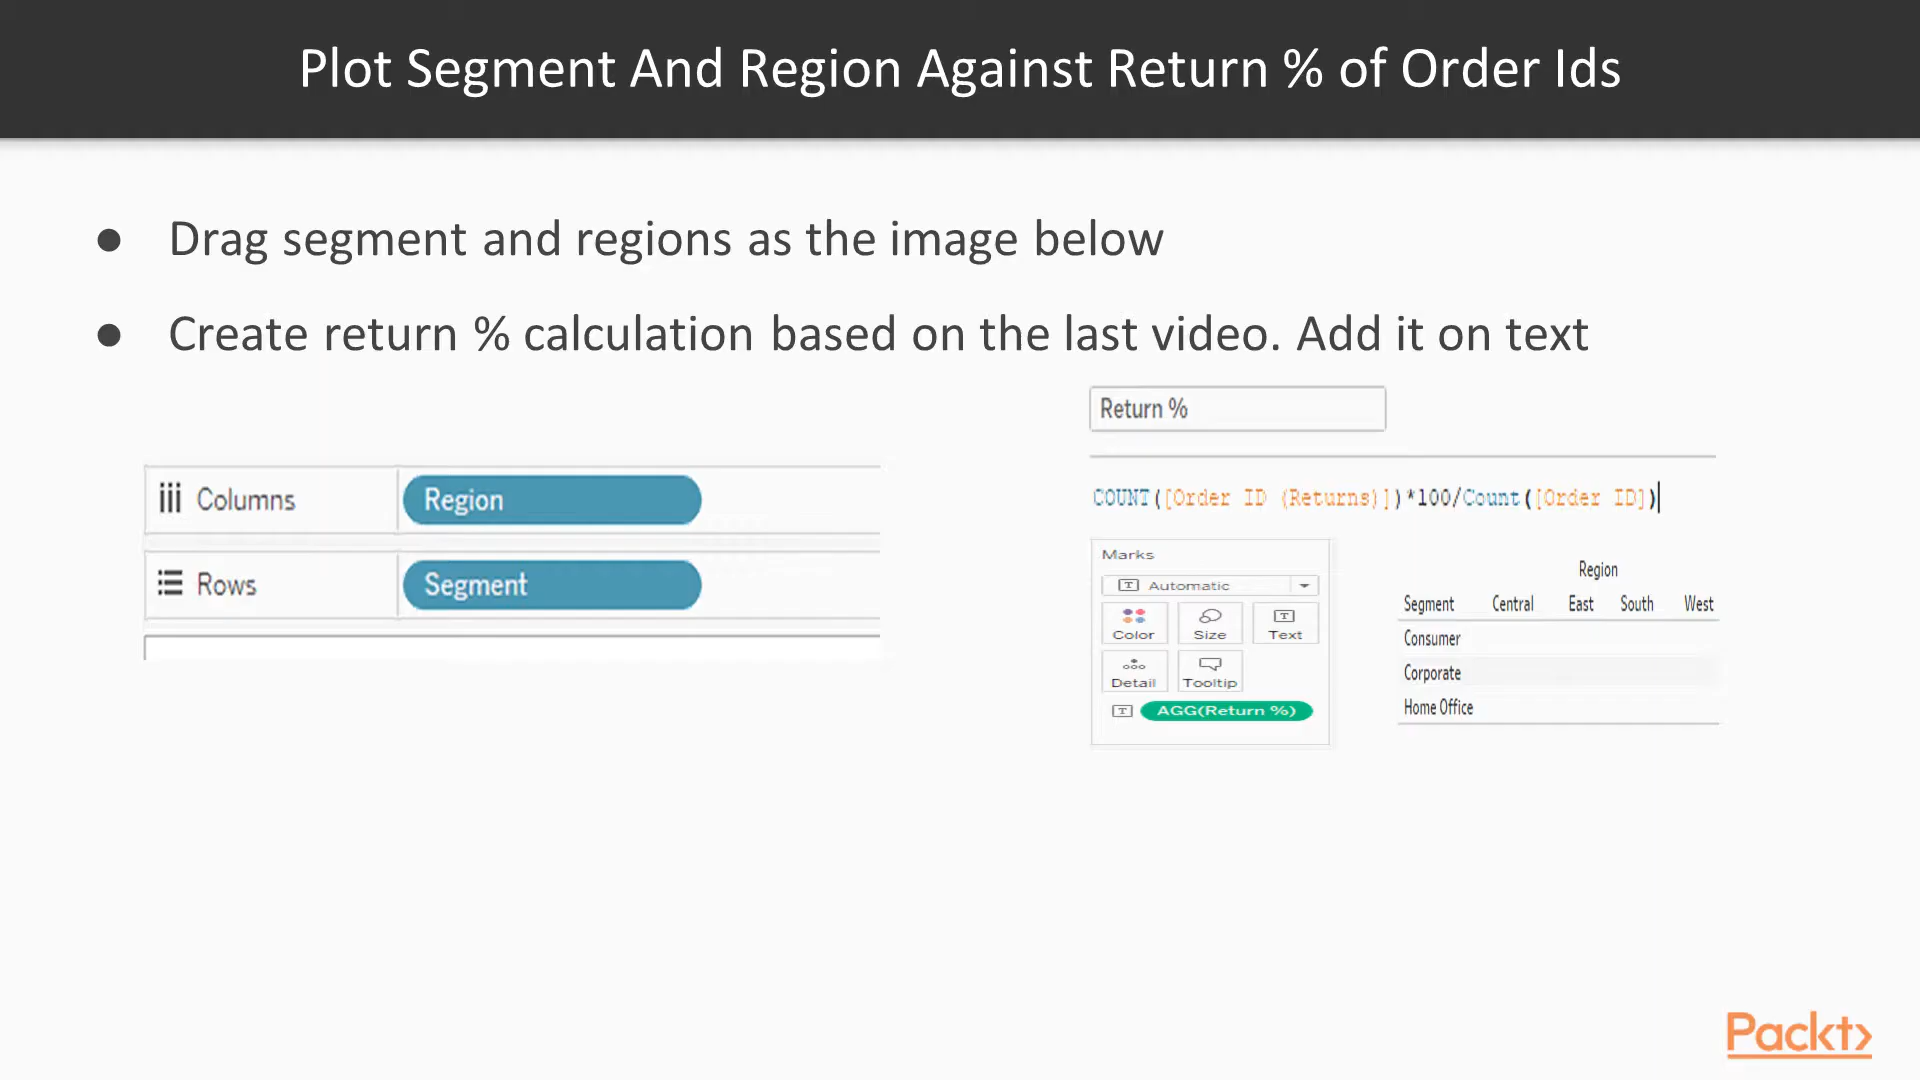 Plot Segment And Region Against Return % of Order Ids
● Drag segment and regions as the image below
● Create return % calculation based on the last video. Add it on text
Columns Region
Rows Segment
Return %
COUNT([Order ID (Returns)])*100/Count([Order ID])
Marks
Automatic
Color Size Text
Detail Tooltip
AGG(Return %)
Region
Segment Central East South West
Consumer
Corporate
Home Office
Packt>